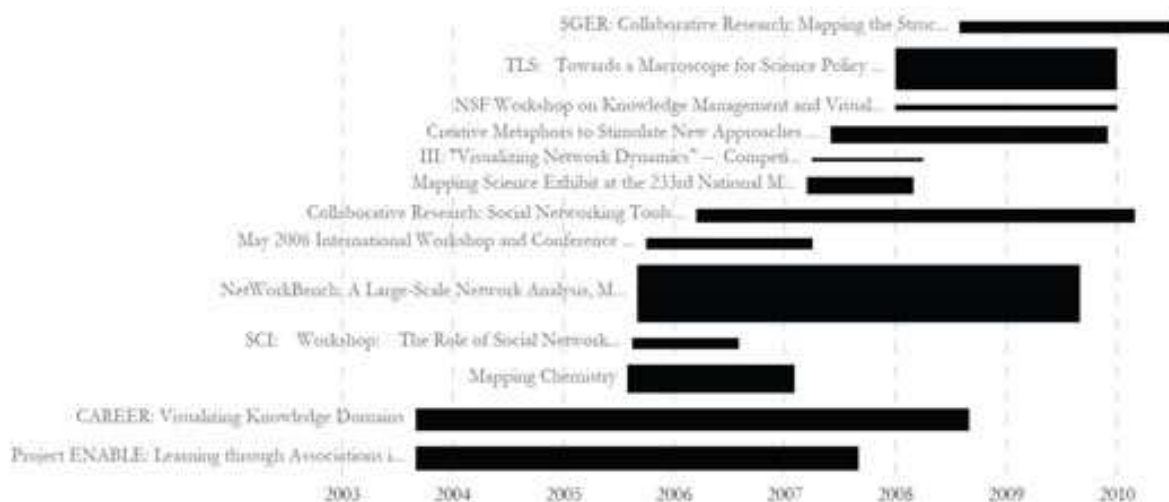 SGER: Collaborative Research: Mapping the Struc...
TLS: Towards a Macroscope for Science Policy ...
NSF Workshop on Knowledge Management and Visual...
Creative Metaphors to Stimulate New Approaches ...
III: "Visualizing Network Dynamics" -- Competi...
Mapping Science Exhibit at the 233rd National M...
Collaborative Research: Social Networking Tools...
May 2006 International Workshop and Conference ...
NetWorkBench: A Large-Scale Network Analysis, M...
SCI: Workshop: The Role of Social Network...
Mapping Chemistry
CAREER: Visualizing Knowledge Domains
Project ENABLE: Learning through Associations i...
2003 2004 2005 2006 2007 2008 2009 2010